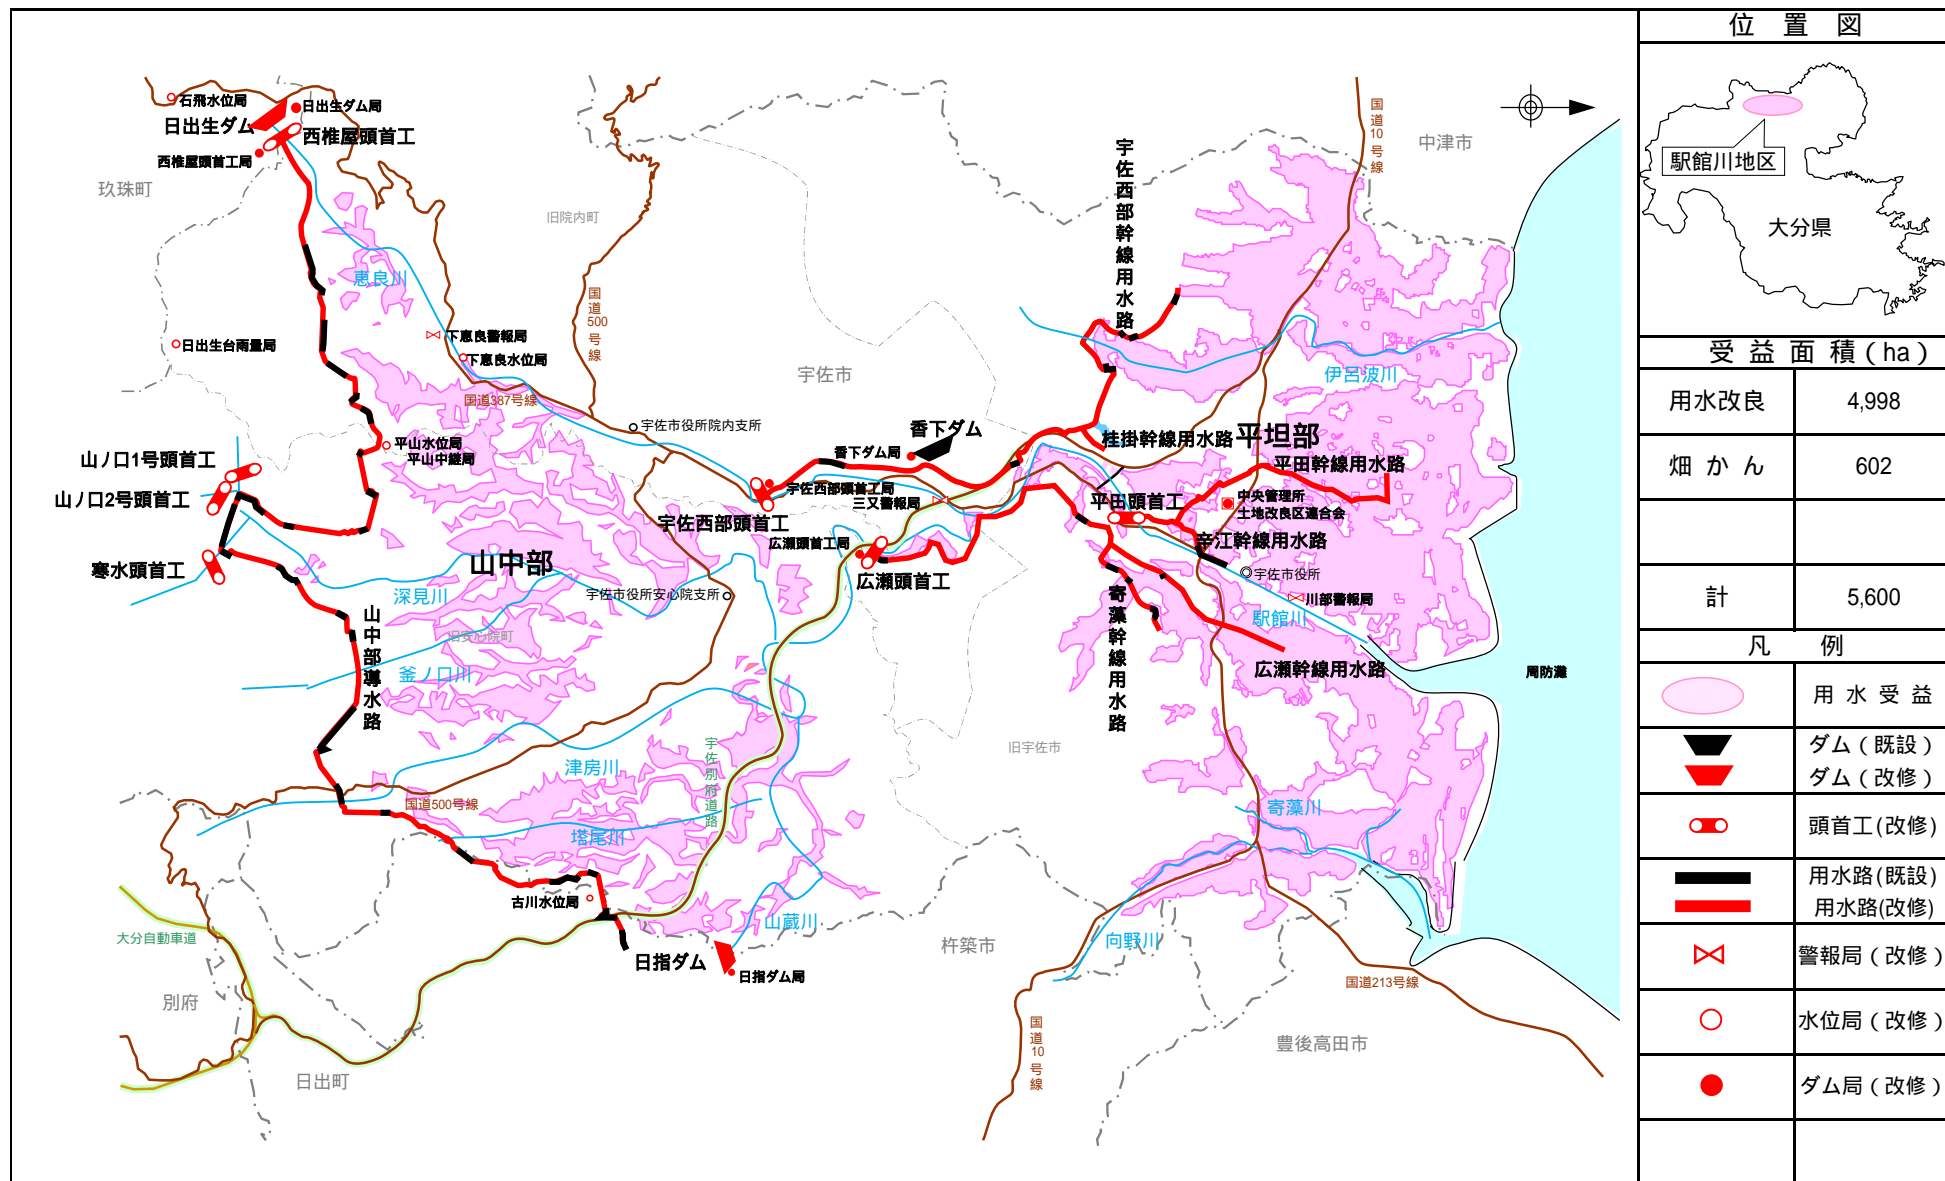 位置図
駅館川地区
大分県
受益面積（ha）
用水改良 4,998
畑かん 602
計 5,600
凡例
用水受益
ダム（既設）
ダム（改修）
頭首工(改修)
用水路(既設)
用水路(改修)
警報局（改修）
水位局（改修）
ダム局（改修）
石飛水位局
日出生ダム局
日出生ダム
西椎屋頭首工
西椎屋頭首工局
玖珠町
旧院内町
恵良川
国道500号線
下恵良警報局
下恵良水位局
日出生台雨量局
国道387号線
宇佐市
宇佐市役所院内支所
平山水位局
平山中継局
山ノ口1号頭首工
山ノ口2号頭首工
寒水頭首工
山中部
深見川
旧安心院町
釜ノ口川
山中部導水路
宇佐市役所安心院支所
宇佐西部頭首工局
宇佐西部頭首工
香下ダム
香下ダム局
三又警報局
広瀬頭首工局
広瀬頭首工
津房川
国道500号線
塔尾川
宇佐別府道路
古川水位局
日指ダム
日指ダム局
山蔵川
大分自動車道
別府
日出町
杵築市
宇佐西部幹線用水路
国道10号線
中津市
伊呂波川
桂掛幹線用水路
平坦部
平田幹線用水路
平田頭首工
中央管理所
土地改良区連合会
辛江幹線用水路
宇佐市役所
川部警報局
駅館川
寄藻幹線用水路
広瀬幹線用水路
周防灘
旧宇佐市
寄藻川
向野川
国道10号線
国道213号線
豊後高田市